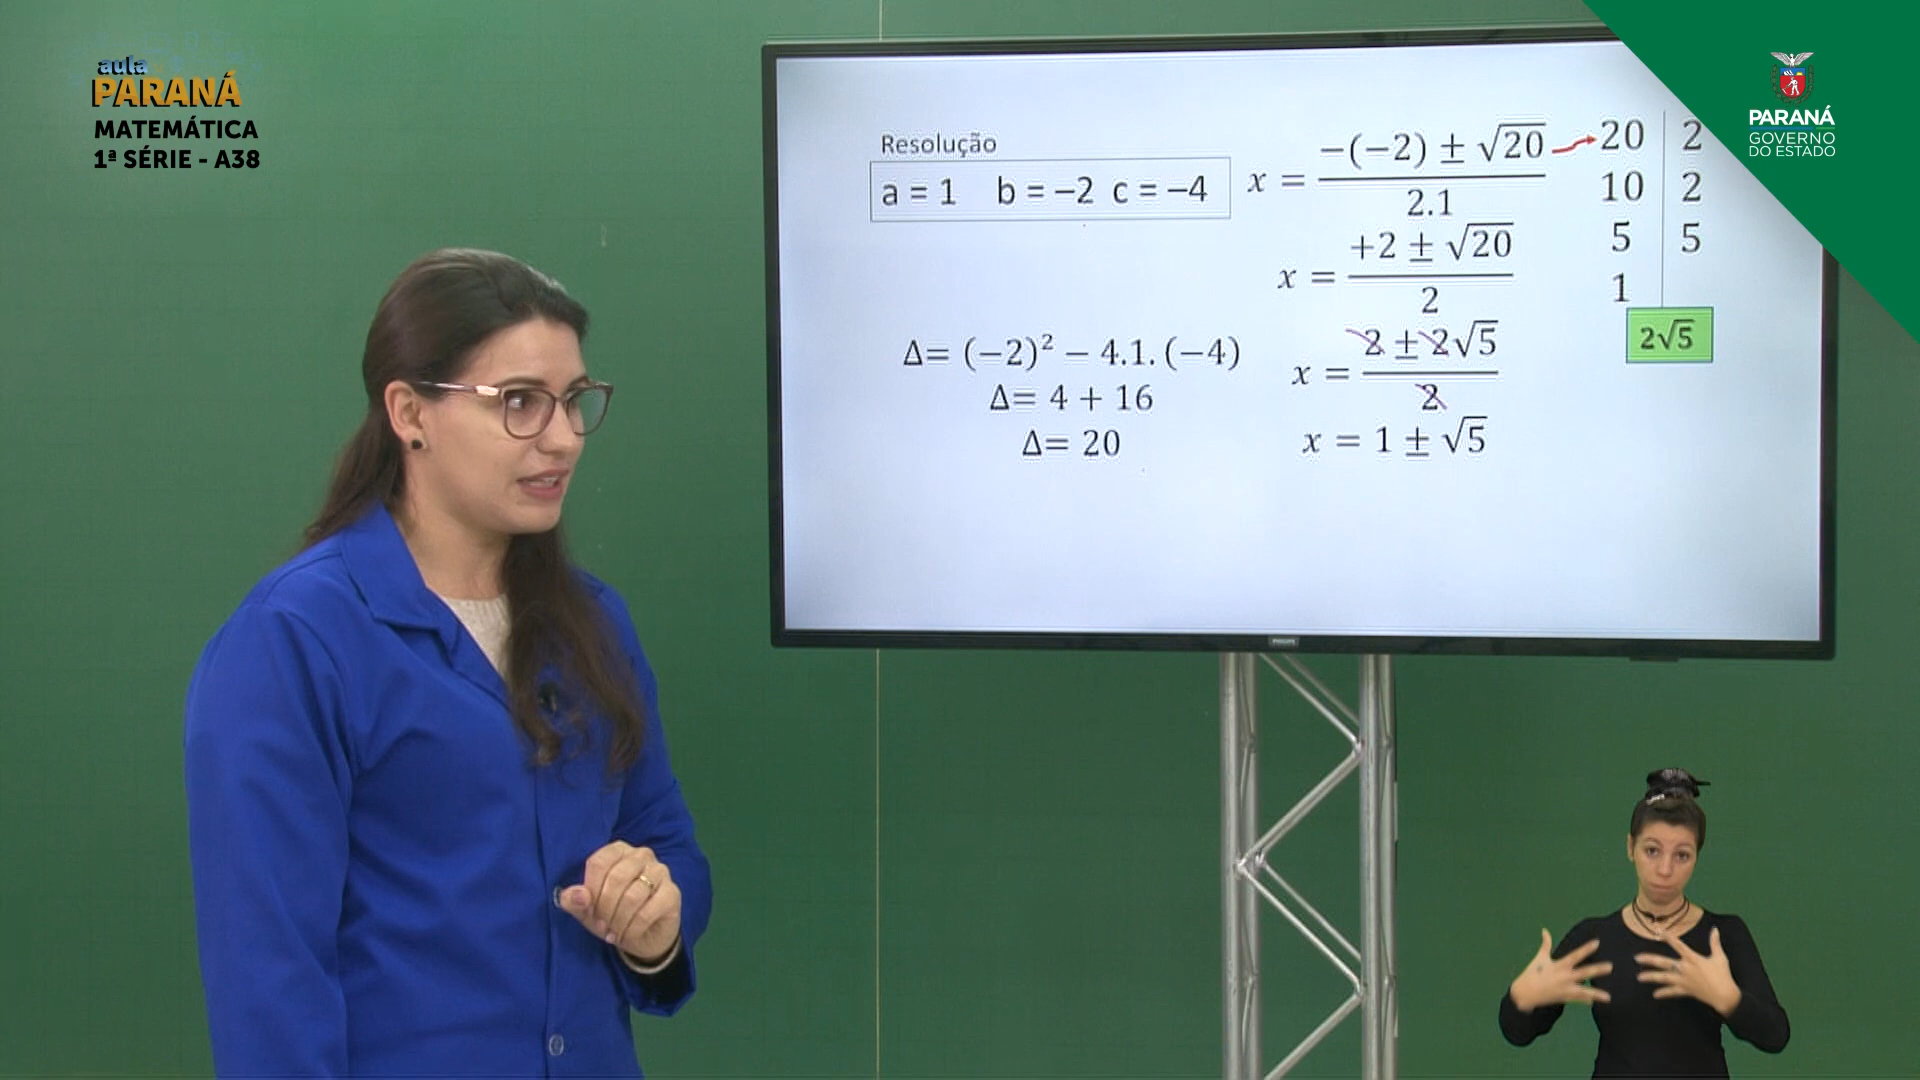 aula
PARANÁ
MATEMÁTICA
1ª SÉRIE - A38
Resolução
a = 1 b = −2 c = −4
Δ= (−2)² − 4.1.(−4)
Δ= 4 + 16
Δ= 20
x = −(−2) ± √20 / 2.1
x = +2 ± √20 / 2
x = 2 ± 2√5 / 2
x = 1 ± √5
20 | 2
10 | 2
5 | 5
1
2√5
PARANÁ
GOVERNO
DO ESTADO
PHILIPS